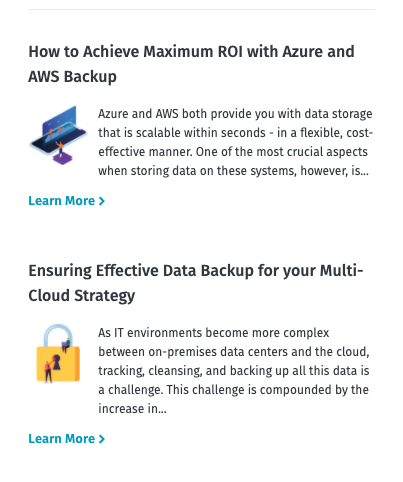 How to Achieve Maximum ROI with Azure and
AWS Backup
Azure and AWS both provide you with data storage
that is scalable within seconds - in a flexible, cost-
effective manner. One of the most crucial aspects
when storing data on these systems, however, is...
Learn More
Ensuring Effective Data Backup for your Multi-
Cloud Strategy
As IT environments become more complex
between on-premises data centers and the cloud,
tracking, cleansing, and backing up all this data is
a challenge. This challenge is compounded by the
increase in...
Learn More